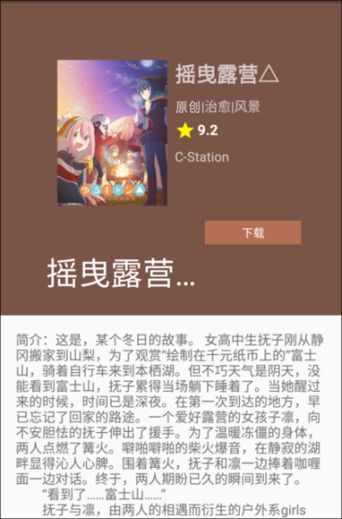 摇曳露营△
原创|治愈|风景
9.2
C-Station
ゆるキャン△
下载
摇曳露营...
简介：这是，某个冬日的故事。 女高中生抚子刚从静
冈搬家到山梨，为了观赏“绘制在千元纸币上的”富士
山，骑着自行车来到本栖湖。但不巧天气是阴天，没
能看到富士山，抚子累得当场躺下睡着了。当她醒过
来的时候，时间已是深夜。在第一次到达的地方，早
已忘记了回家的路途。一个爱好露营的女孩子凛，向
不安胆怯的抚子伸出了援手。为了温暖冻僵的身体，
两人点燃了篝火。噼啪噼啪的柴火爆音，在静寂的湖
畔显得沁人心脾。围着篝火，抚子和凛一边捧着咖喱
面一边对话。终于，两人期盼已久的瞬间到来了。
“看到了……富士山……”
抚子与凛，由两人的相遇而衍生的户外系girls